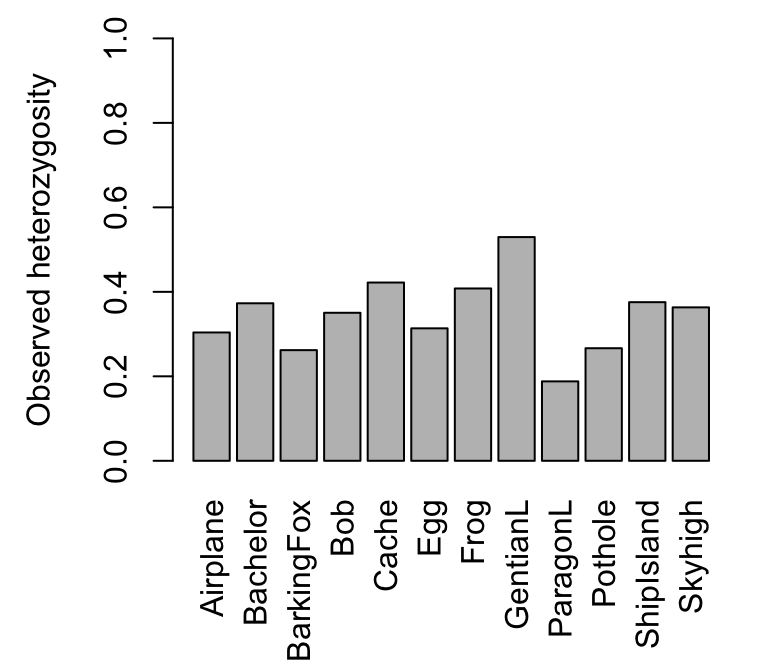 Observed heterozygosity
1.0
0.8
0.6
0.4
0.2
0.0
Airplane
Bachelor
BarkingFox
Bob
Cache
Egg
Frog
GentianL
ParagonL
Pothole
ShipIsland
Skyhigh